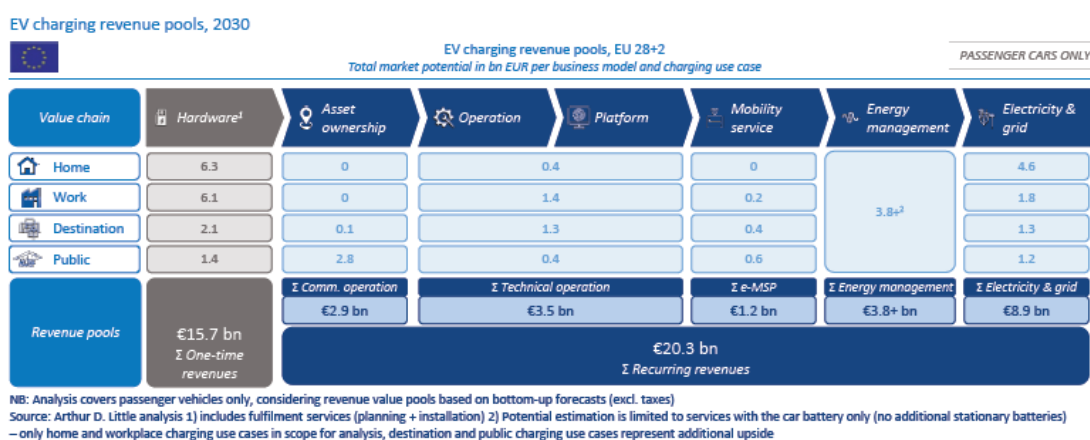 EV charging revenue pools, 2030
EV charging revenue pools, EU 28+2
Total market potential in bn EUR per business model and charging use case
PASSENGER CARS ONLY
Value chain
Hardware¹
Asset ownership
Operation
Platform
Mobility service
Energy management
Electricity & grid
Home 6.3 0 0.4 0 4.6
Work 6.1 0 1.4 0.2 1.8
3.8+²
Destination 2.1 0.1 1.3 0.4 1.3
Public 1.4 2.8 0.4 0.6 1.2
Revenue pools
€15.7 bn
Σ One-time
revenues
Σ Comm. operation Σ Technical operation Σ e-MSP Σ Energy management Σ Electricity & grid
€2.9 bn €3.5 bn €1.2 bn €3.8+ bn €8.9 bn
€20.3 bn
Σ Recurring revenues
NB: Analysis covers passenger vehicles only, considering revenue value pools based on bottom-up forecasts (excl. taxes)
Source: Arthur D. Little analysis 1) includes fulfilment services (planning + installation) 2) Potential estimation is limited to services with the car battery only (no additional stationary batteries)
– only home and workplace charging use cases in scope for analysis, destination and public charging use cases represent additional upside